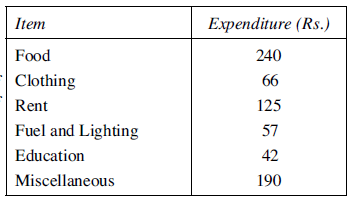 Item Expenditure (Rs.)
Food 240
Clothing 66
Rent 125
Fuel and Lighting 57
Education 42
Miscellaneous 190